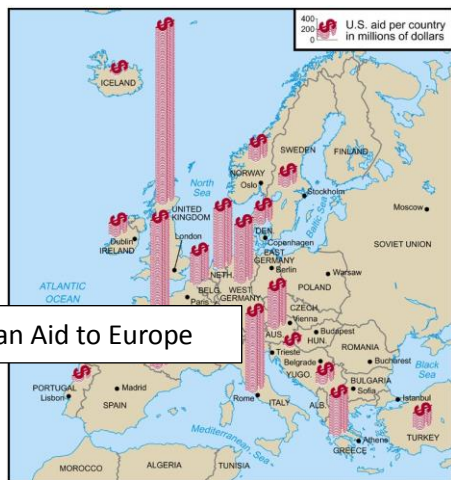 400
200
0
U.S. aid per country
in millions of dollars
ICELAND
SWEDEN
FINLAND
NORWAY
Oslo
Stockholm
North
Sea
Baltic Sea
Moscow
UNITED
KINGDOM
DEN.
Copenhagen
SOVIET UNION
Dublin
IRELAND
London
EAST
GERMANY
Berlin
NETH.
Warsaw
POLAND
ATLANTIC
OCEAN
BELG.
WEST
GERMANY
Paris
CZECH.
Vienna
an Aid to Europe
AUS.
Budapest
HUN.
ROMANIA
Trieste
Belgrade
Bucharest
Black
Sea
YUGO.
BULGARIA
Sofia
PORTUGAL
Lisbon
Madrid
SPAIN
Rome
ITALY
ALB.
Istanbul
Mediterranean Sea
GREECE
Athens
TURKEY
MOROCCO
ALGERIA
TUNISIA